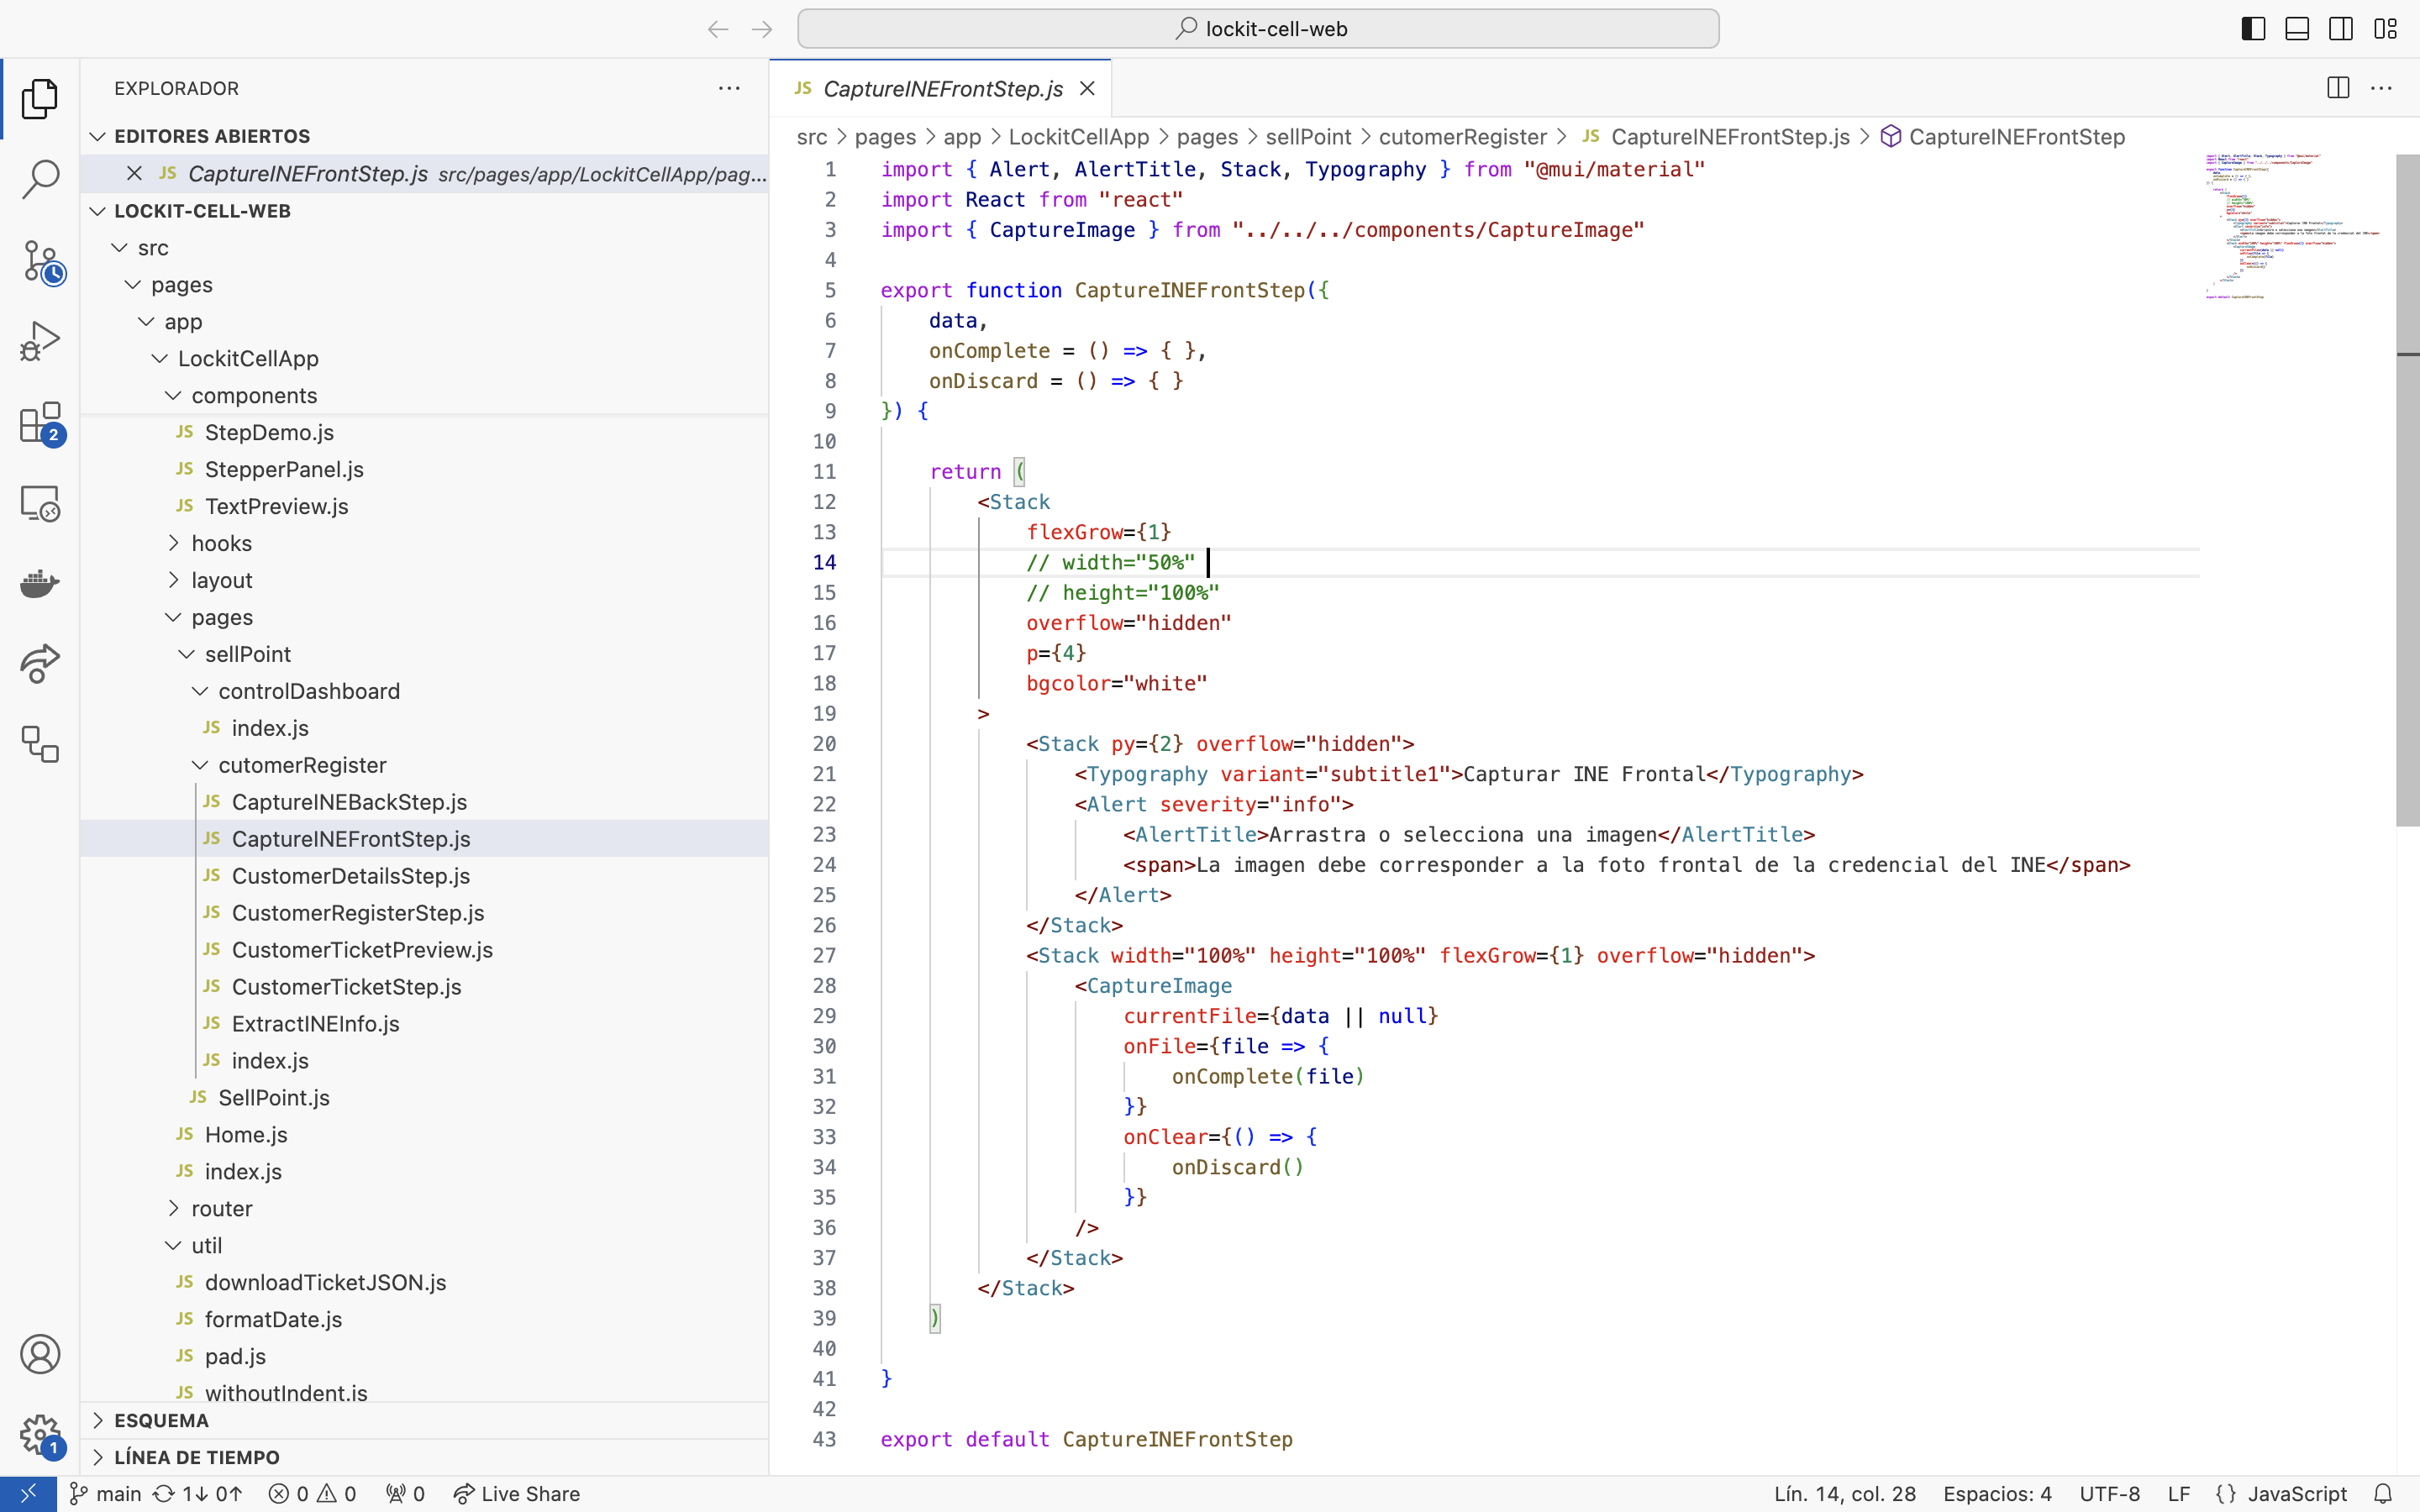 lockit-cell-web
EXPLORADOR
EDITORES ABIERTOS
JS CaptureINEFrontStep.js src/pages/app/LockitCellApp/pag...
LOCKIT-CELL-WEB
src
pages
app
LockitCellApp
components
JS StepDemo.js
JS StepperPanel.js
JS TextPreview.js
hooks
layout
pages
sellPoint
controlDashboard
JS index.js
cutomerRegister
JS CaptureINEBackStep.js
JS CaptureINEFrontStep.js
JS CustomerDetailsStep.js
JS CustomerRegisterStep.js
JS CustomerTicketPreview.js
JS CustomerTicketStep.js
JS ExtractINEInfo.js
JS index.js
JS SellPoint.js
JS Home.js
JS index.js
router
util
JS downloadTicketJSON.js
JS formatDate.js
JS pad.js
JS withoutIndent.js
ESQUEMA
LÍNEA DE TIEMPO
2
1
JS CaptureINEFrontStep.js
src > pages > app > LockitCellApp > pages > sellPoint > cutomerRegister > JS CaptureINEFrontStep.js > CaptureINEFrontStep
1 import { Alert, AlertTitle, Stack, Typography } from "@mui/material"
2 import React from "react"
3 import { CaptureImage } from "../../../components/CaptureImage"
4
5 export function CaptureINEFrontStep({
6 data,
7 onComplete = () => { },
8 onDiscard = () => { }
9 }) {
10
11 return (
12 <Stack
13 flexGrow={1}
14 // width="50%"
15 // height="100%"
16 overflow="hidden"
17 p={4}
18 bgcolor="white"
19 >
20 <Stack py={2} overflow="hidden">
21 <Typography variant="subtitle1">Capturar INE Frontal</Typography>
22 <Alert severity="info">
23 <AlertTitle>Arrastra o selecciona una imagen</AlertTitle>
24 <span>La imagen debe corresponder a la foto frontal de la credencial del INE</span>
25 </Alert>
26 </Stack>
27 <Stack width="100%" height="100%" flexGrow={1} overflow="hidden">
28 <CaptureImage
29 currentFile={data || null}
30 onFile={file => {
31 onComplete(file)
32 }}
33 onClear={() => {
34 onDiscard()
35 }}
36 />
37 </Stack>
38 </Stack>
39 )
40
41 }
42
43 export default CaptureINEFrontStep
main 1↓ 0↑ 0 0 0 Live Share
Lín. 14, col. 28 Espacios: 4 UTF-8 LF {} JavaScript